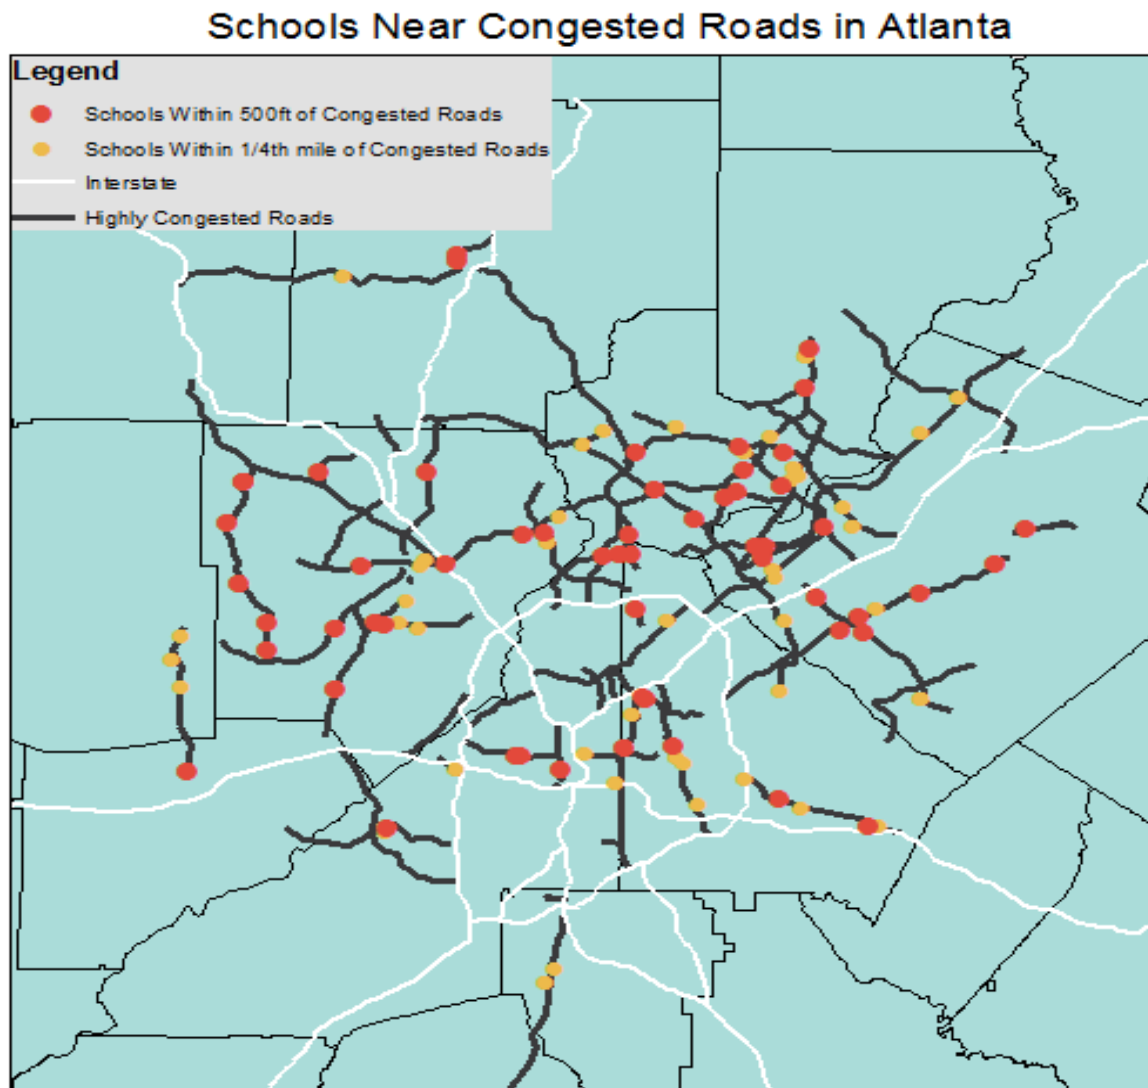 Schools Near Congested Roads in Atlanta
Legend
Schools Within 500ft of Congested Roads
Schools Within 1/4th mile of Congested Roads
Interstate
Highly Congested Roads